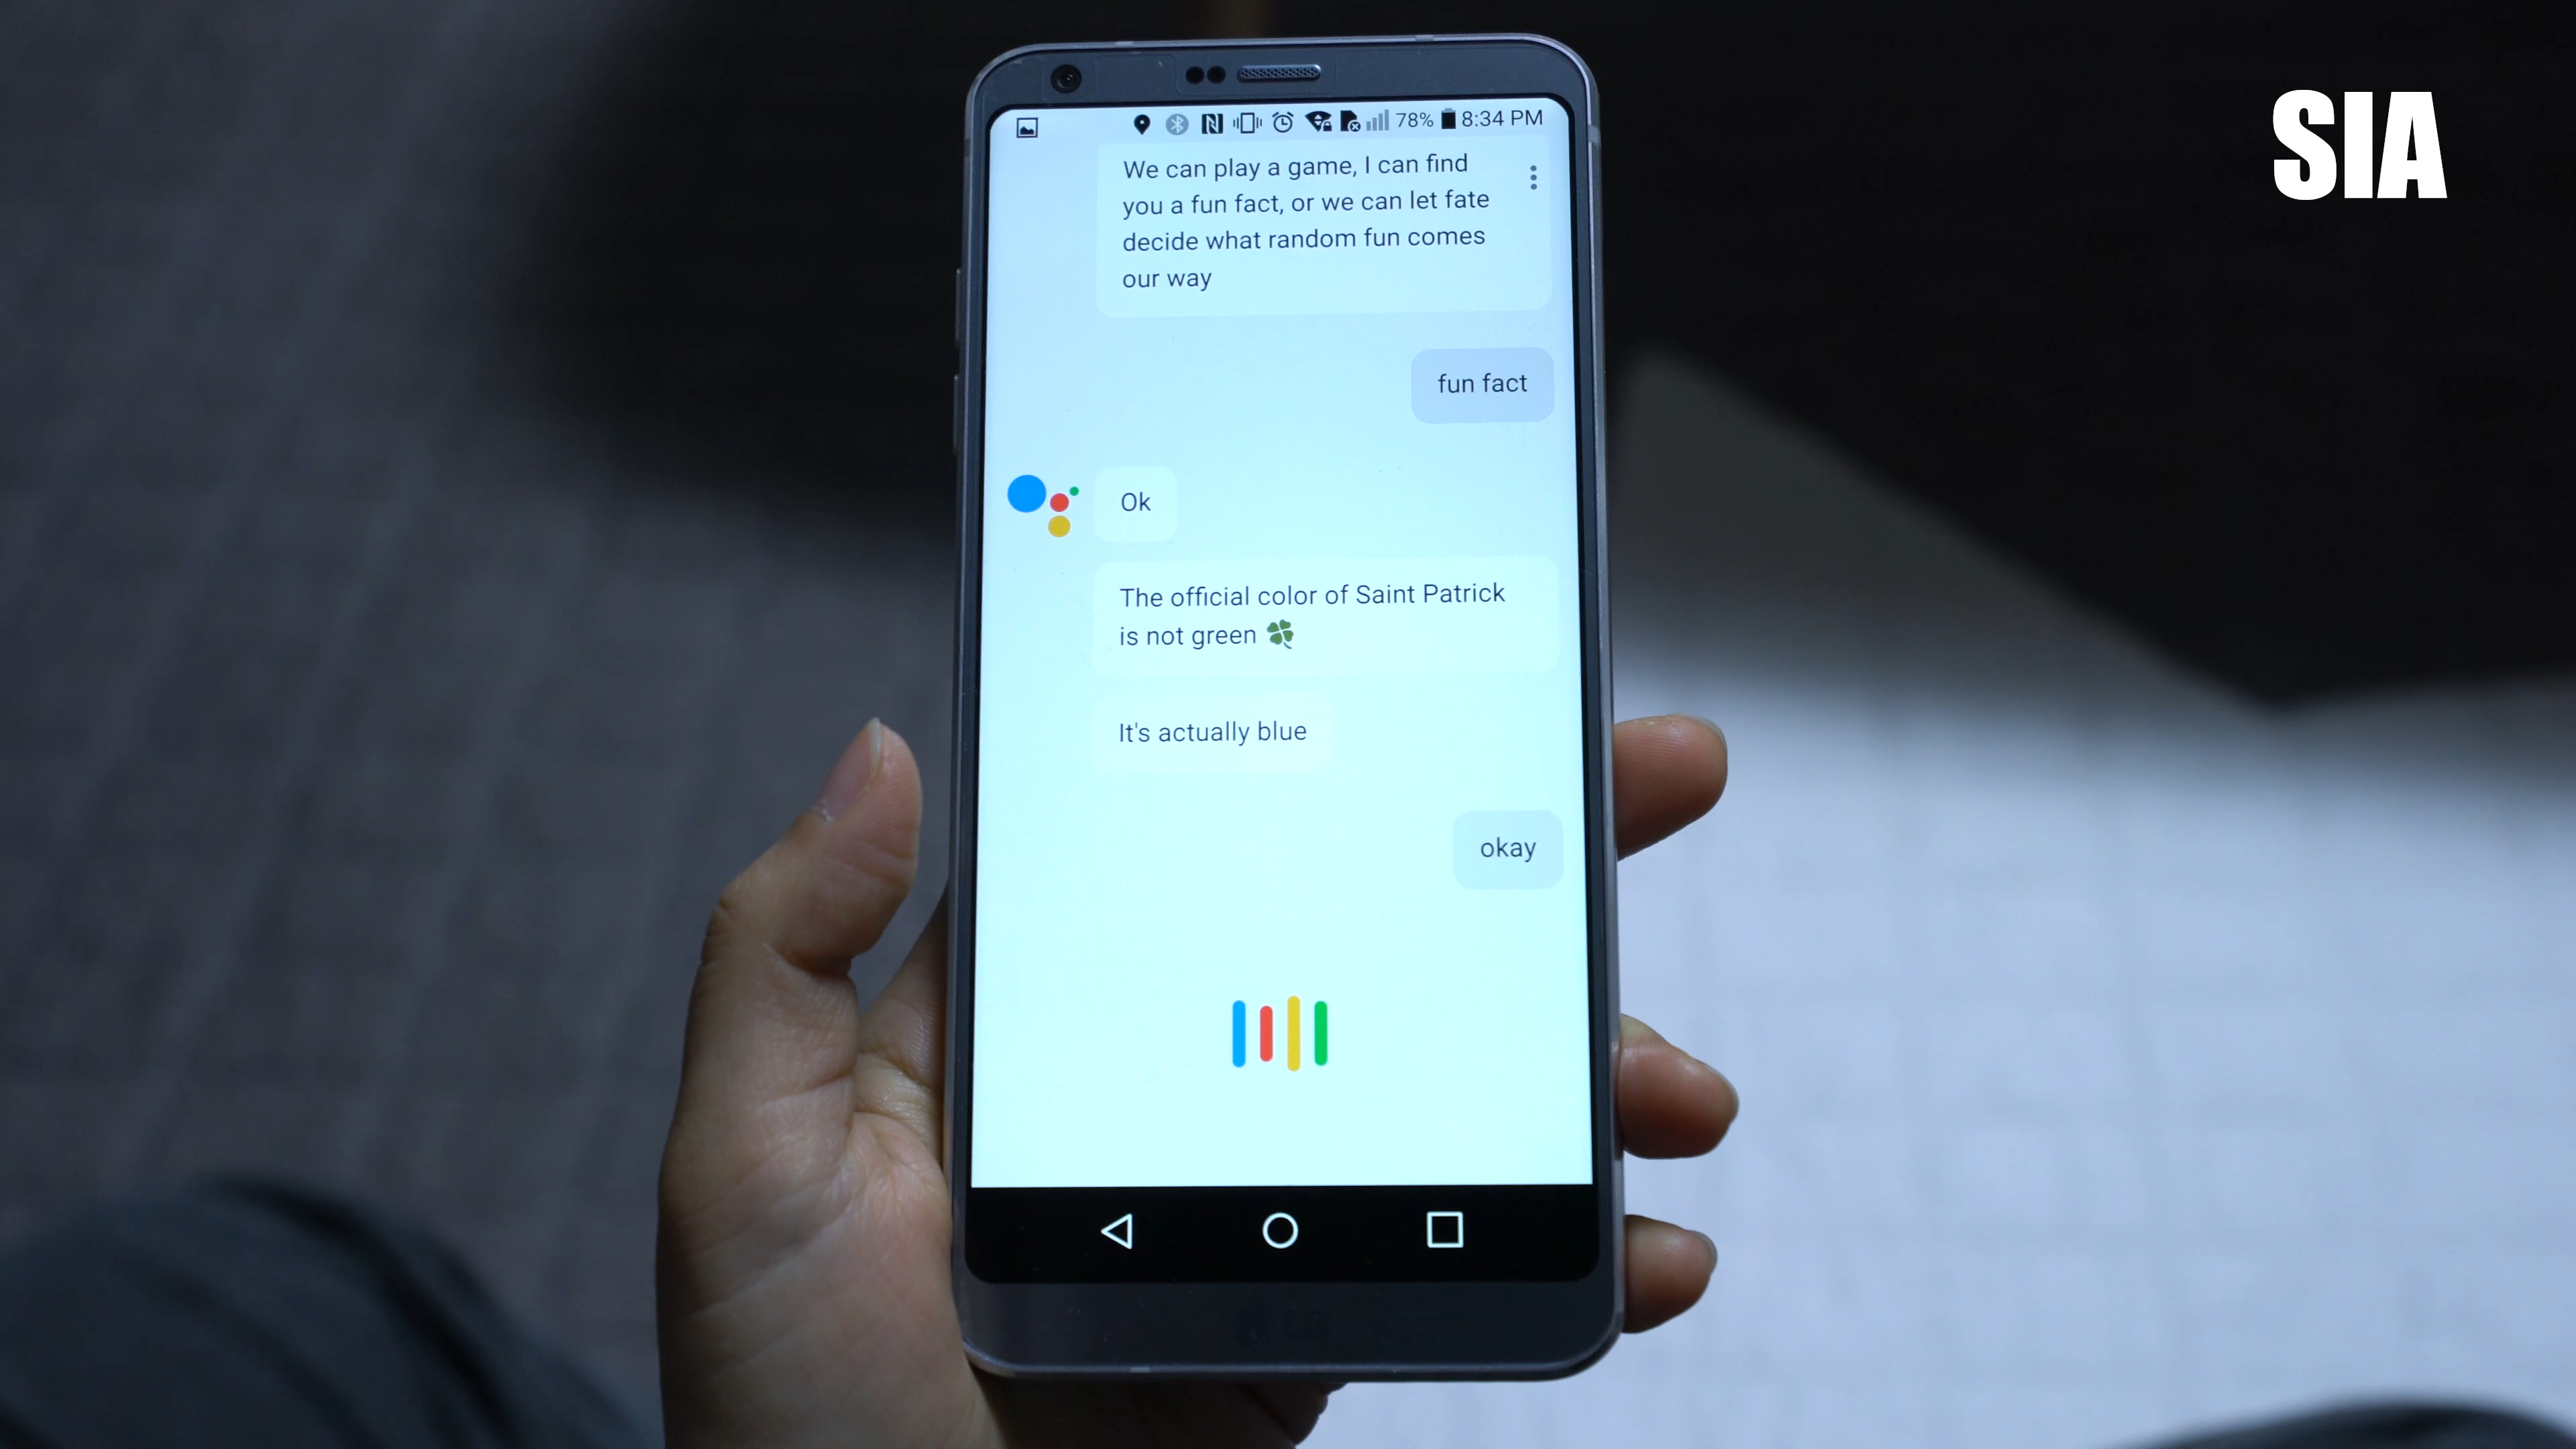 SIA
78% 8:34 PM
We can play a game, I can find
you a fun fact, or we can let fate
decide what random fun comes
our way
fun fact
Ok
The official color of Saint Patrick
is not green 🍀
It's actually blue
okay
LG